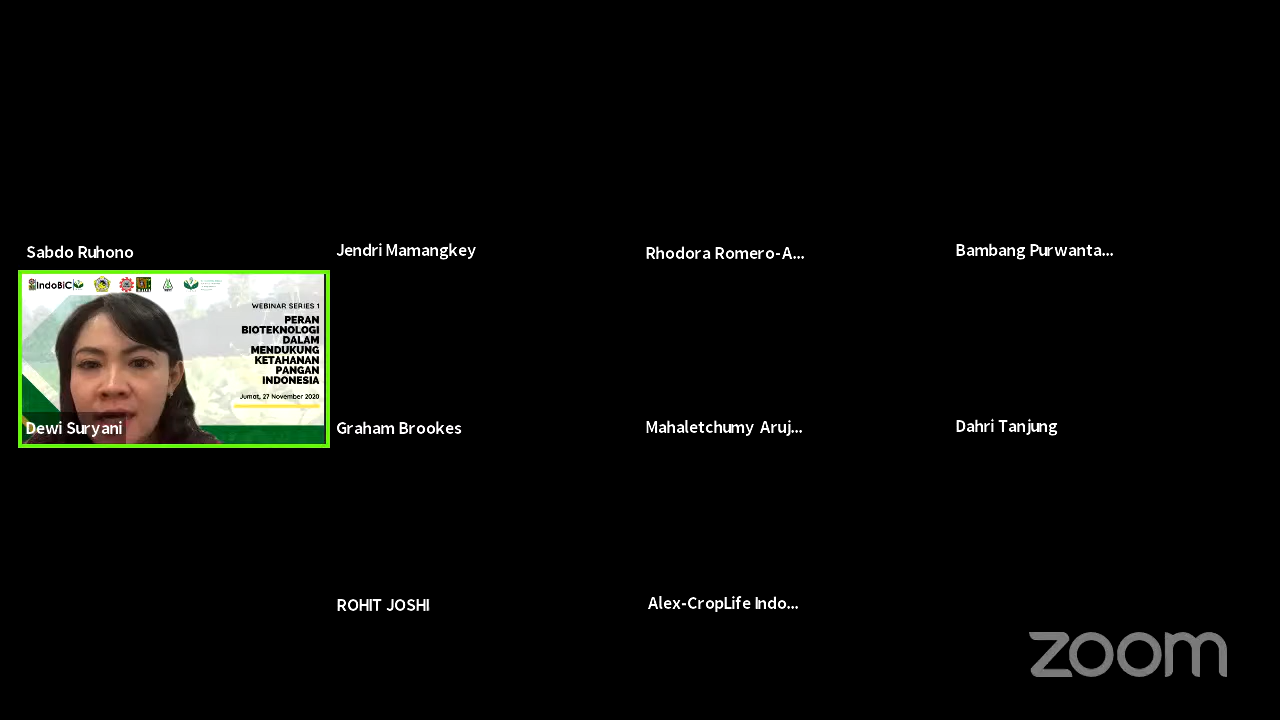 Sabdo Ruhono
Jendri Mamangkey
Rhodora Romero-A...
Bambang Purwanta...
IndoBiC
WEBINAR SERIES 1
PERAN
BIOTEKNOLOGI
DALAM
MENDUKUNG
KETAHANAN
PANGAN
INDONESIA
Jumat, 27 November 2020
Dewi Suryani
Graham Brookes
Mahaletchumy Aruj...
Dahri Tanjung
ROHIT JOSHI
Alex-CropLife Indo...
zoom